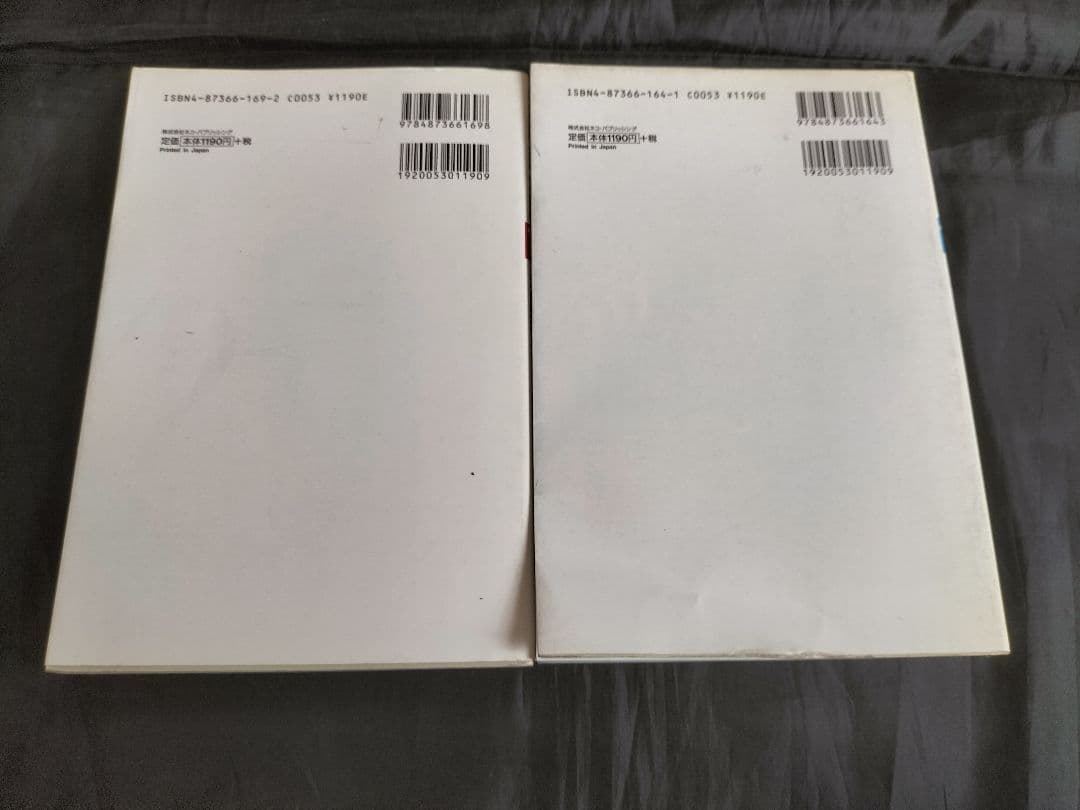 ISBN4-87366-169-2 C0053 ¥1190E
株式会社ネコ・パブリッシング
定価 本体1190円 +税
Printed in Japan
9784873661698
1920053011909
ISBN4-87366-164-1 C0053 ¥1190E
株式会社ネコ・パブリッシング
定価 本体1190円 +税
Printed in Japan
9784873661643
1920053011909